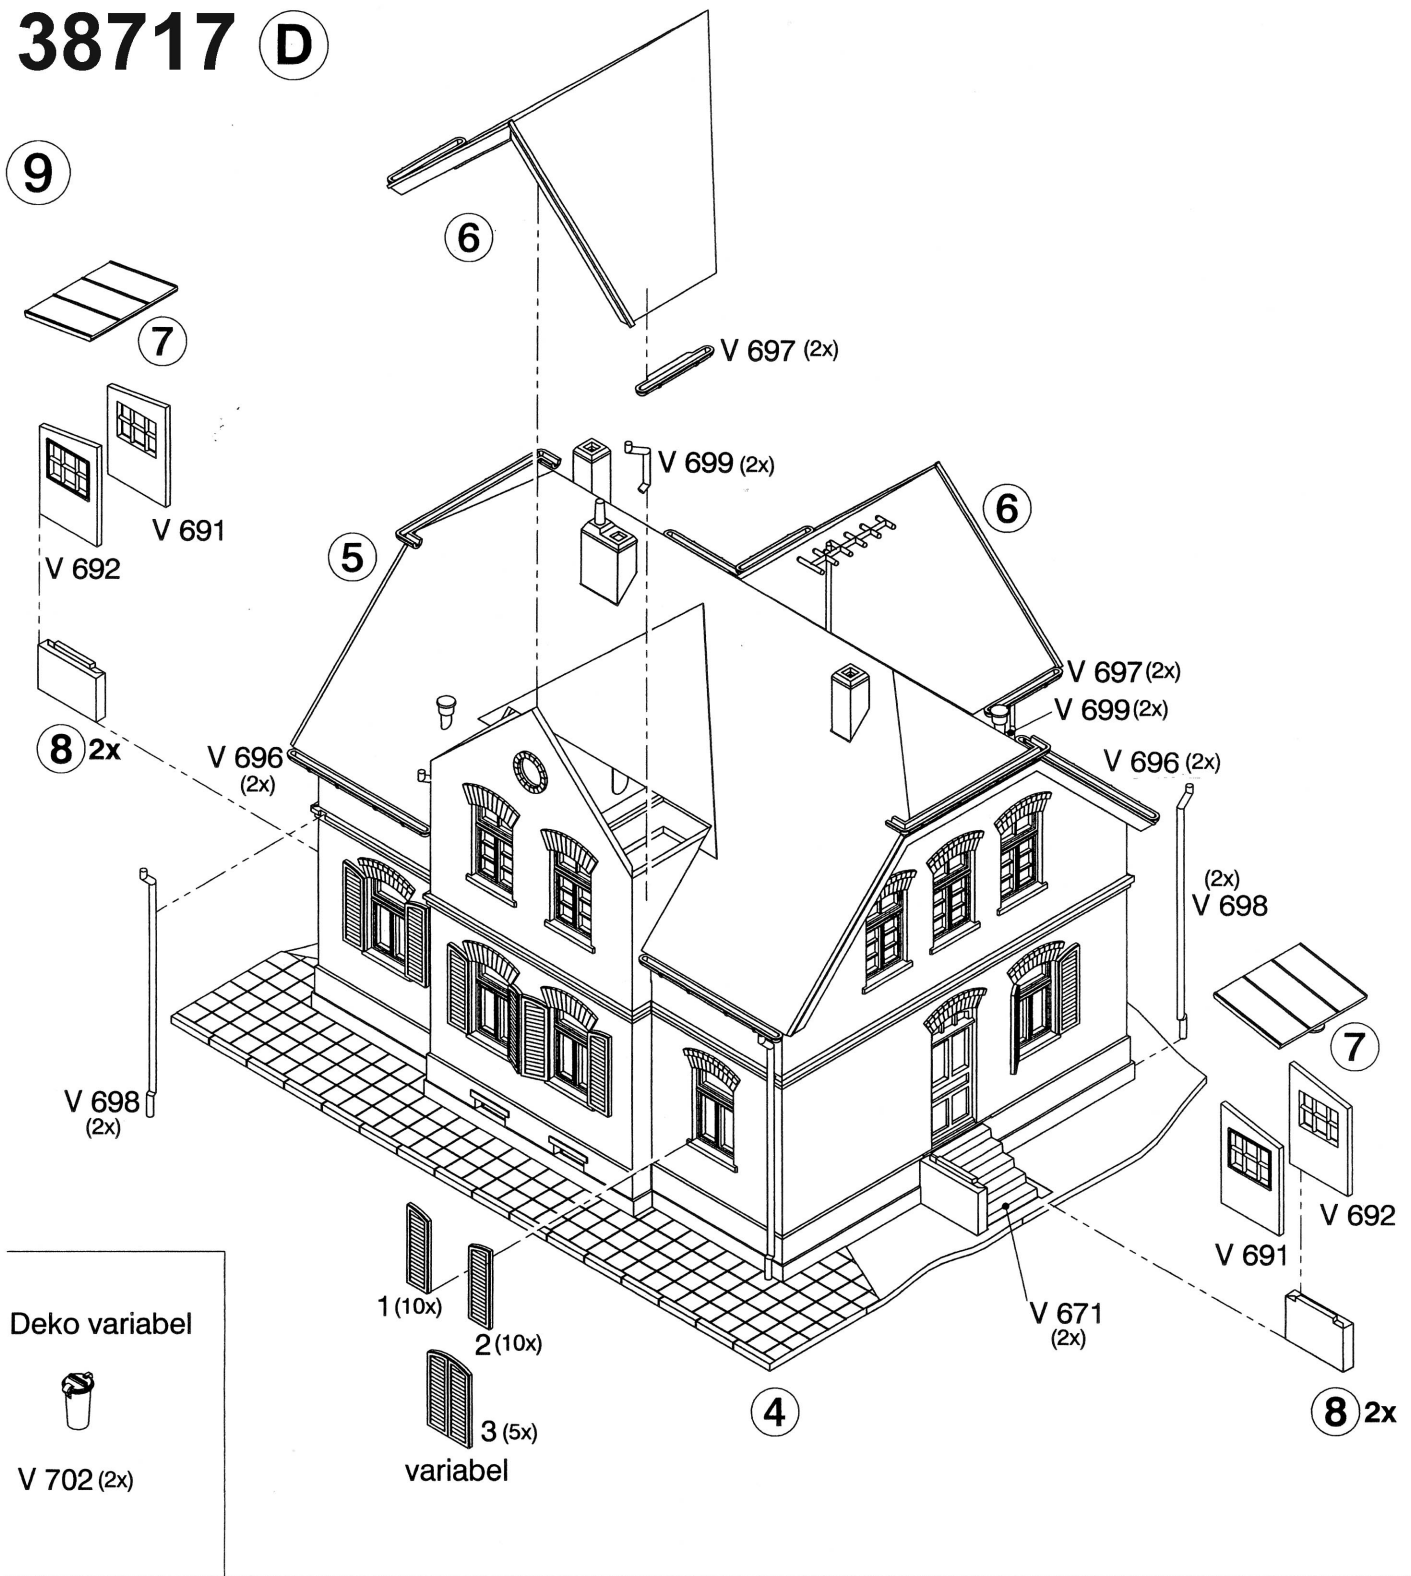 38717 D
9
6
7
V 697 (2x)
V 699 (2x)
6
5
V 691
V 692
8 2x
V 696
(2x)
V 697 (2x)
V 699 (2x)
V 696 (2x)
(2x)
V 698
7
V 698
(2x)
V 692
V 691
1 (10x)
2 (10x)
3 (5x)
variabel
V 671
(2x)
4
8 2x
Deko variabel
V 702 (2x)